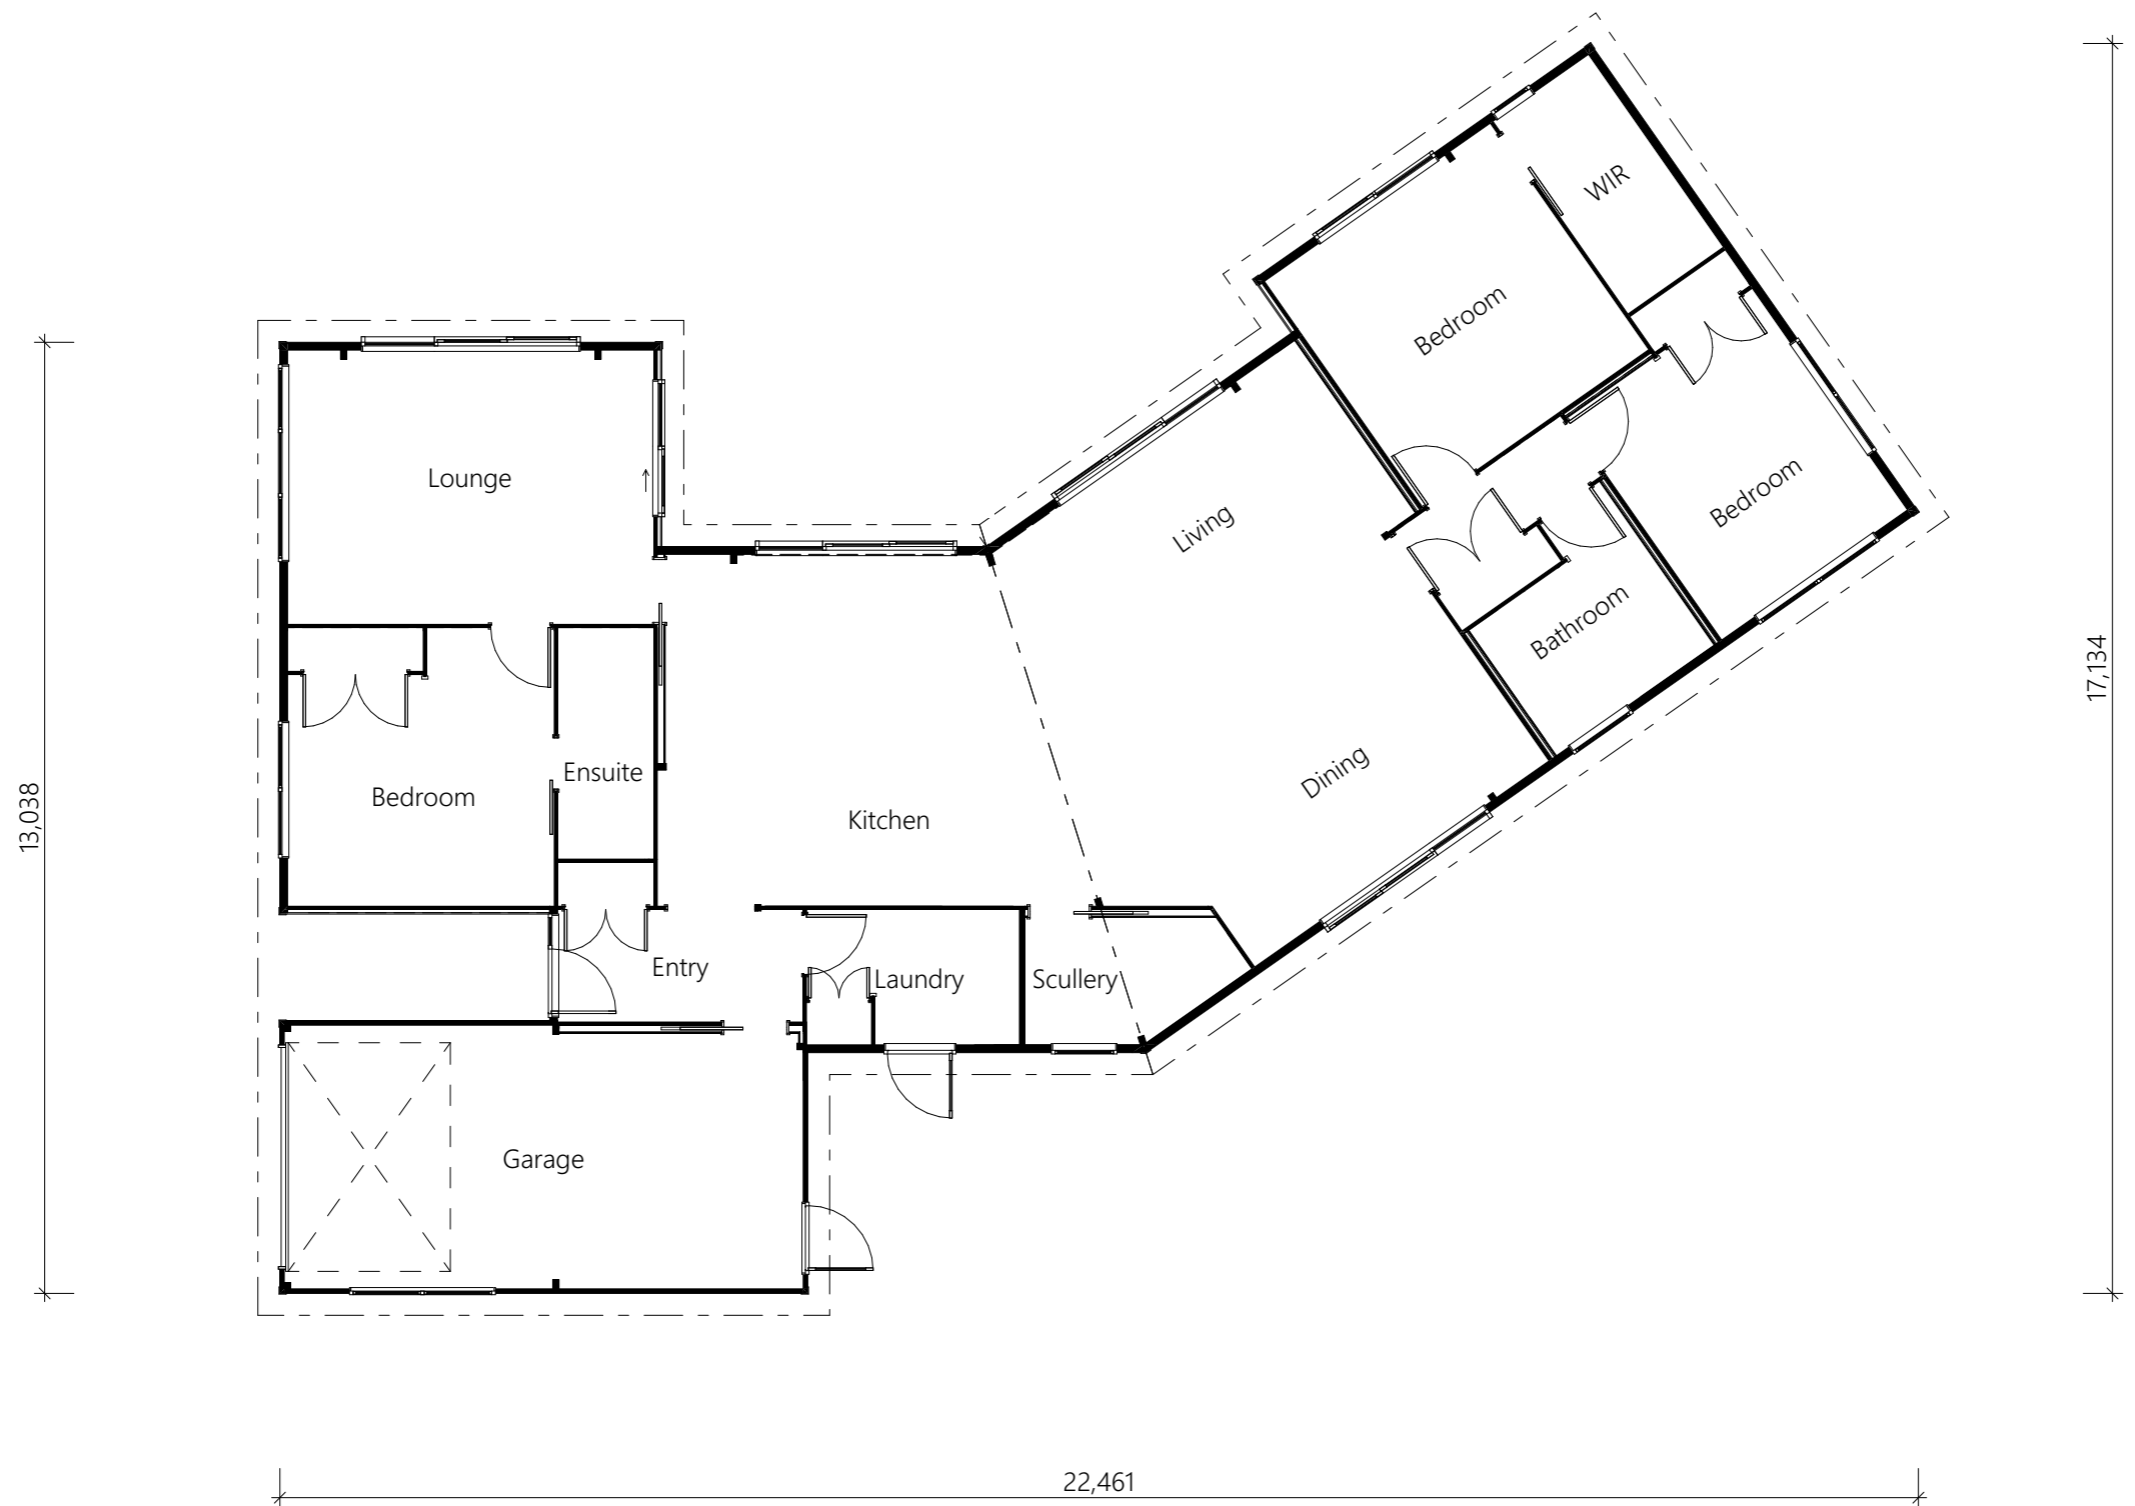 WIR
Bedroom
Lounge
Living
Bedroom
Bathroom
17,134
Ensuite
Bedroom
Dining
13,038
Kitchen
Entry
Laundry
Scullery
Garage
22,461